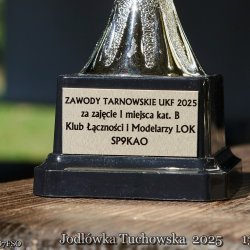 ZAWODY TARNOWSKIE UKF 2025
za zajęcie I miejsca kat. B
Klub Łączności i Modelarzy LOK
SP9KAO
Jodłówka Tuchowska 2025